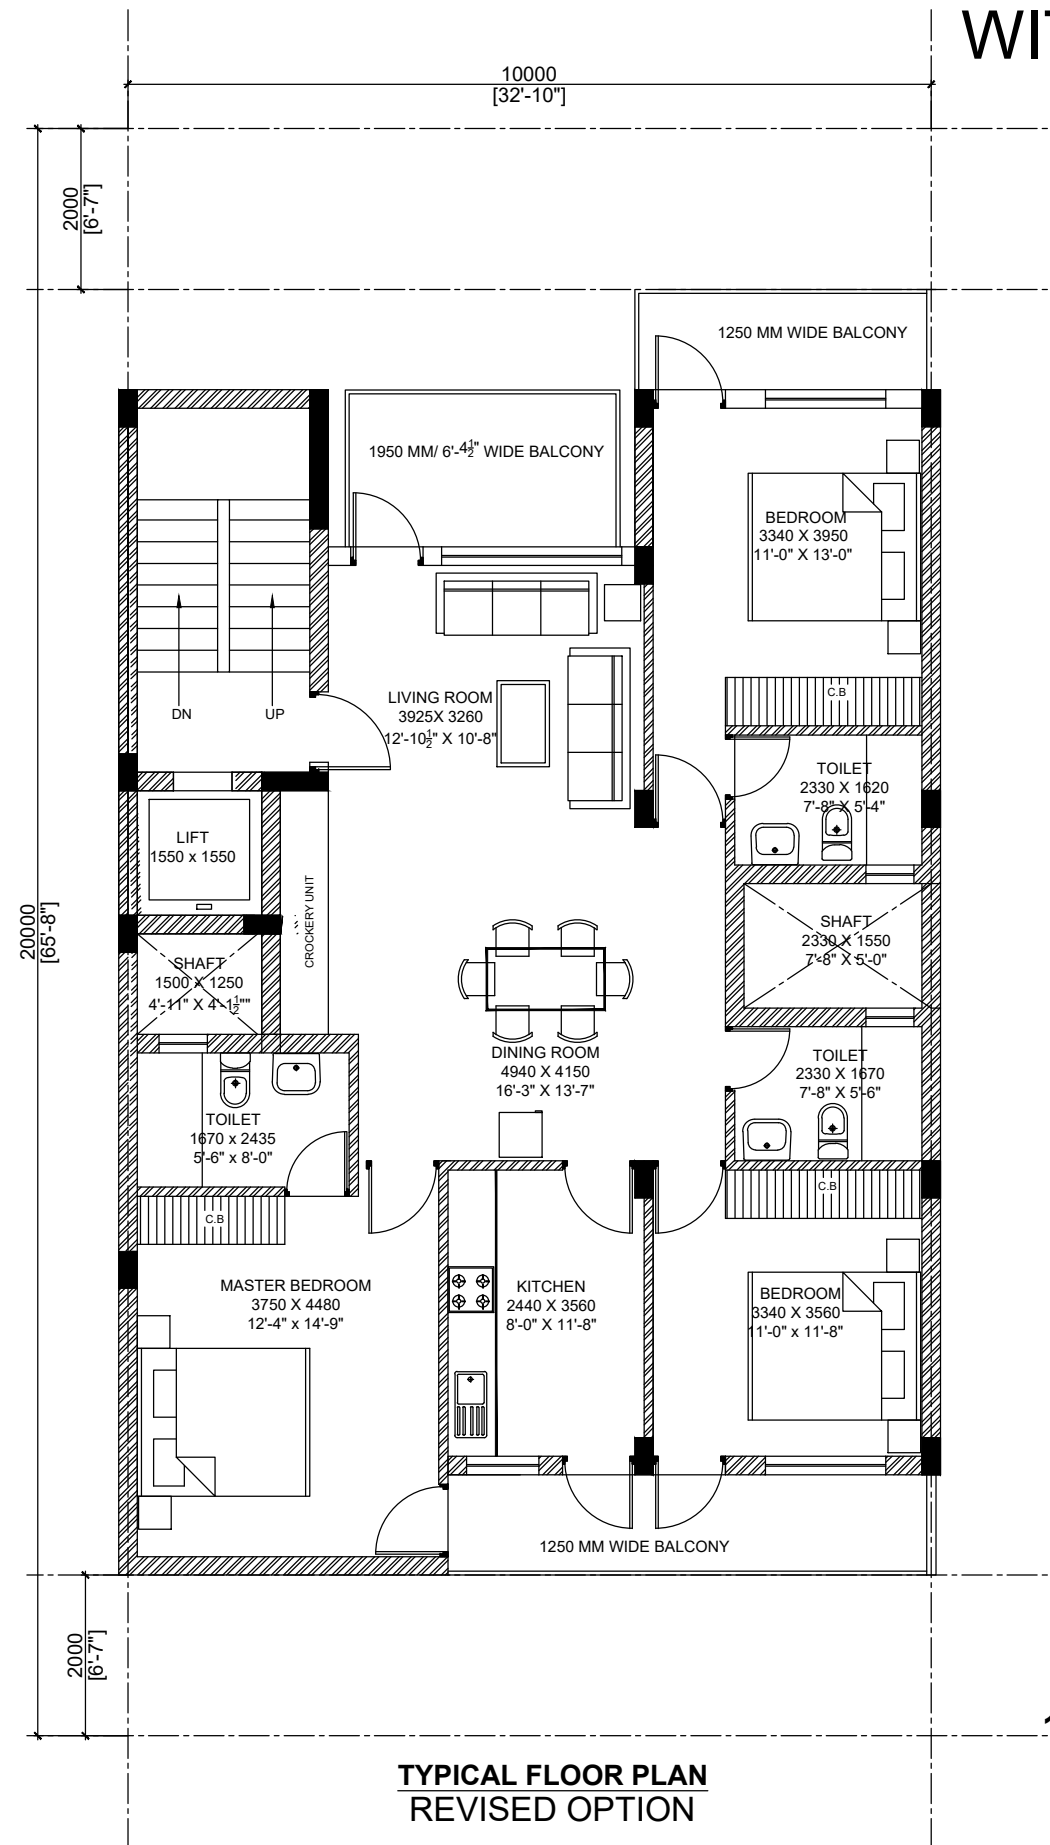 WIT
10000
[32'-10"]
2000
[6'-7"]
1250 MM WIDE BALCONY
1950 MM/ 6'-4½" WIDE BALCONY
BEDROOM
3340 X 3950
11'-0" X 13'-0"
C.B
DN
UP
LIVING ROOM
3925X 3260
12'-10½" X 10'-8"
TOILET
2330 X 1620
7'-8" X 5'-4"
LIFT
1550 x 1550
CROCKERY UNIT
20000
[65'-8"]
SHAFT
1500 X 1250
4'-11" X 4'-1½""
SHAFT
2330 X 1550
7'-8" X 5'-0"
DINING ROOM
4940 X 4150
16'-3" X 13'-7"
TOILET
2330 X 1670
7'-8" X 5'-6"
TOILET
1670 x 2435
5'-6" x 8'-0"
C.B
C.B
MASTER BEDROOM
3750 X 4480
12'-4" x 14'-9"
KITCHEN
2440 X 3560
8'-0" X 11'-8"
BEDROOM
3340 X 3560
11'-0" x 11'-8"
1250 MM WIDE BALCONY
2000
[6'-7"]
TYPICAL FLOOR PLAN
REVISED OPTION